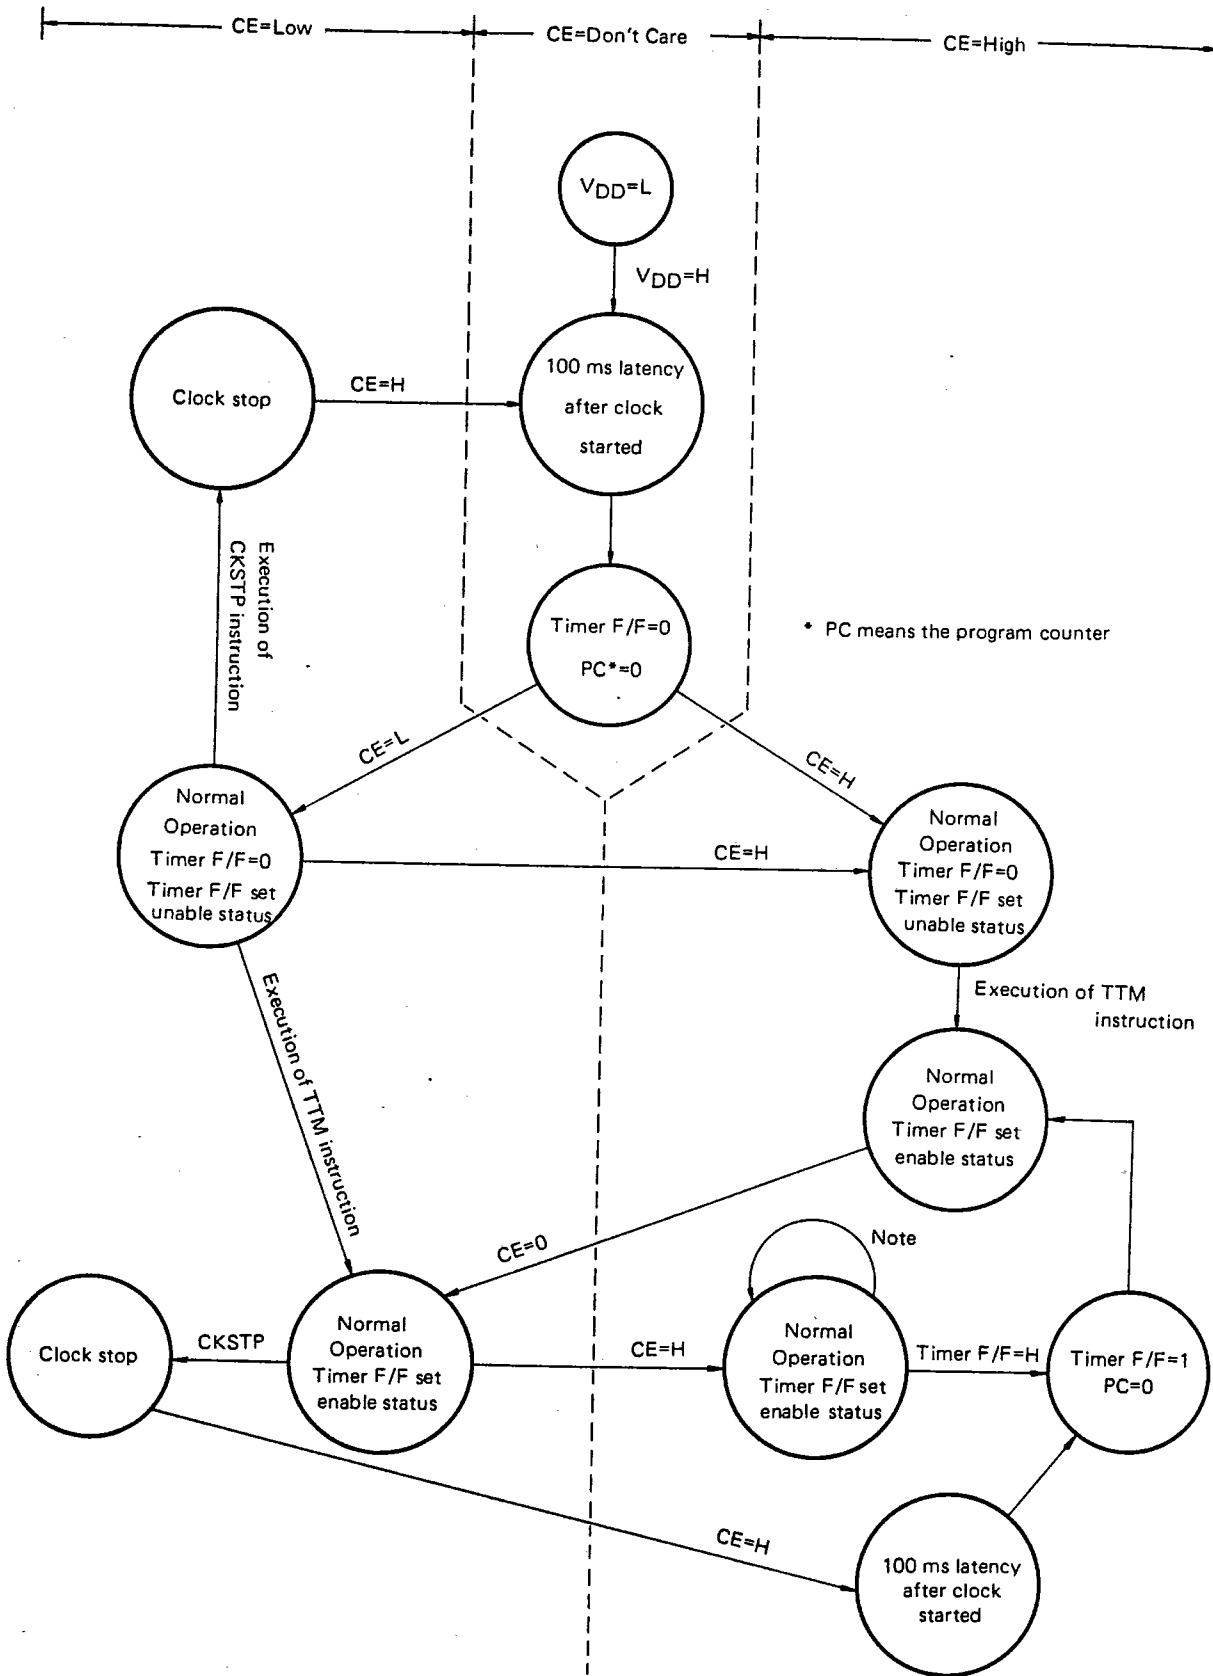 CE=Low
CE=Don't Care
CE=High
VDD=L
VDD=H
100 ms latency
after clock
started
Clock stop
CE=H
Execution of
CKSTP instruction
Timer F/F=0
PC*=0
* PC means the program counter
CE=L
CE=H
Normal
Operation
Timer F/F=0
Timer F/F set
unable status
CE=H
Normal
Operation
Timer F/F=0
Timer F/F set
unable status
Execution of TTM
instruction
Execution of TTM instruction
Normal
Operation
Timer F/F set
enable status
CE=0
Note
Clock stop
CKSTP
Normal
Operation
Timer F/F set
enable status
CE=H
Normal
Operation
Timer F/F set
enable status
Timer F/F=H
Timer F/F=1
PC=0
CE=H
100 ms latency
after clock
started